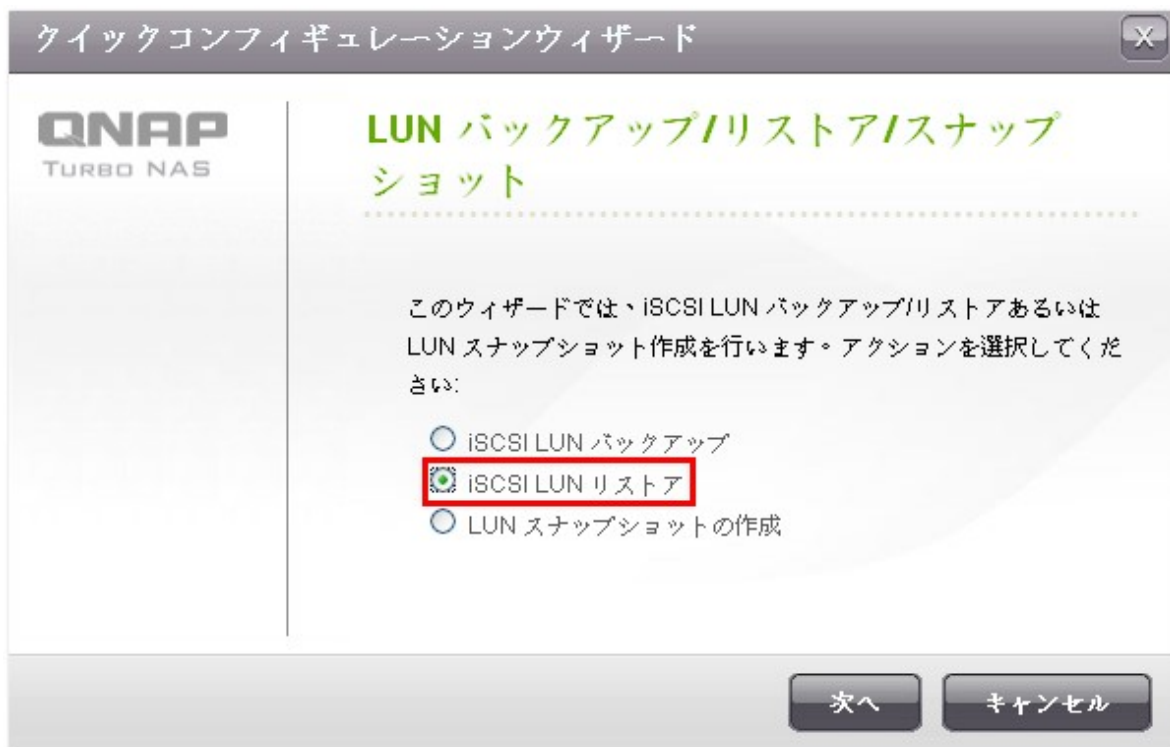 クイックコンフィギュレーションウィザード
X
QNAP
TURBO NAS
LUN バックアップ/リストア/スナップ
ショット
このウィザードでは、iSCSI LUN バックアップ/リストアあるいは
LUN スナップショット作成を行います。アクションを選択してくだ
さい:
iSCSI LUN バックアップ
iSCSI LUN リストア
LUN スナップショットの作成
次へ
キャンセル